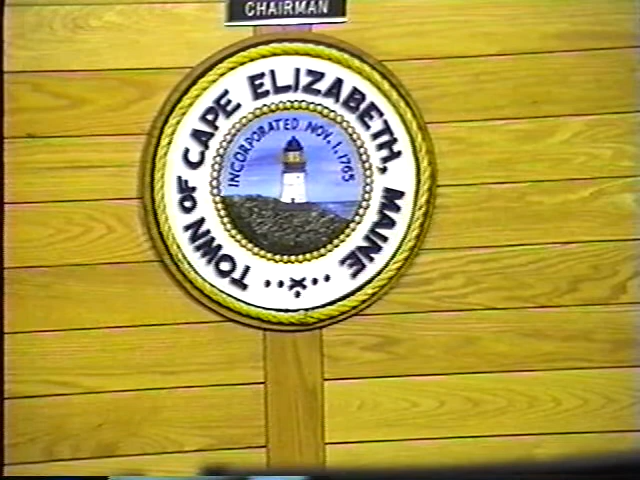 CHAIRMAN
TOWN OF CAPE ELIZABETH, MAINE
INCORPORATED NOV. 1, 1765